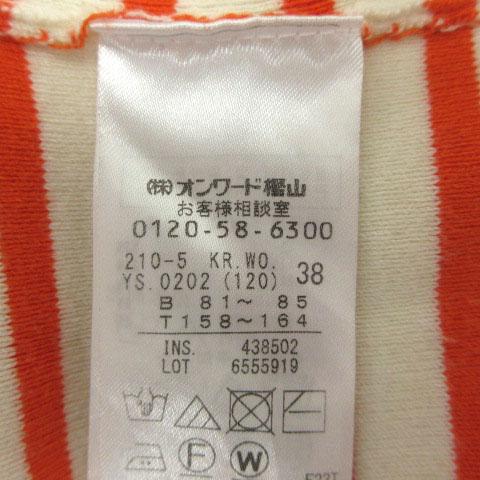 ㈱オンワード樫山
お客様相談室
0120-58-6300
210-5 KR.WO.
YS.0202 (120) 38
B 81～ 85
T158～164
INS. 438502
LOT 6555919
F
W